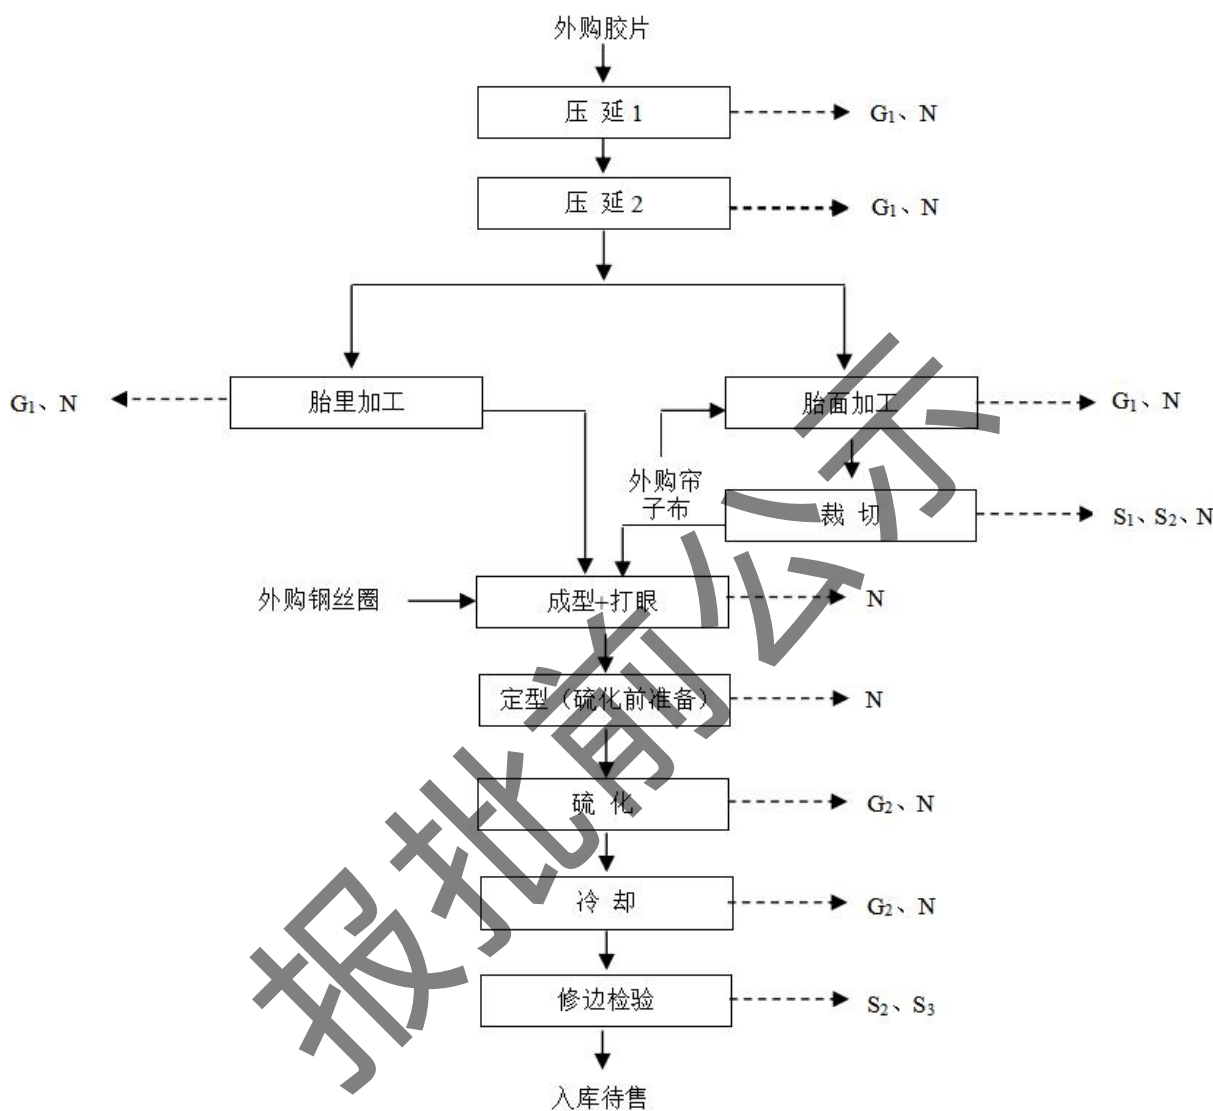 外购胶片
压 延1
G₁、N
压 延2
G₁、N
G₁、N
胎里加工
胎面加工
G₁、N
外购帘
子布
裁 切
S₁、S₂、N
外购钢丝圈
成型+打眼
N
定型（硫化前准备）
N
硫 化
G₂、N
冷 却
G₂、N
修边检验
S₂、S₃
入库待售
报批前公示